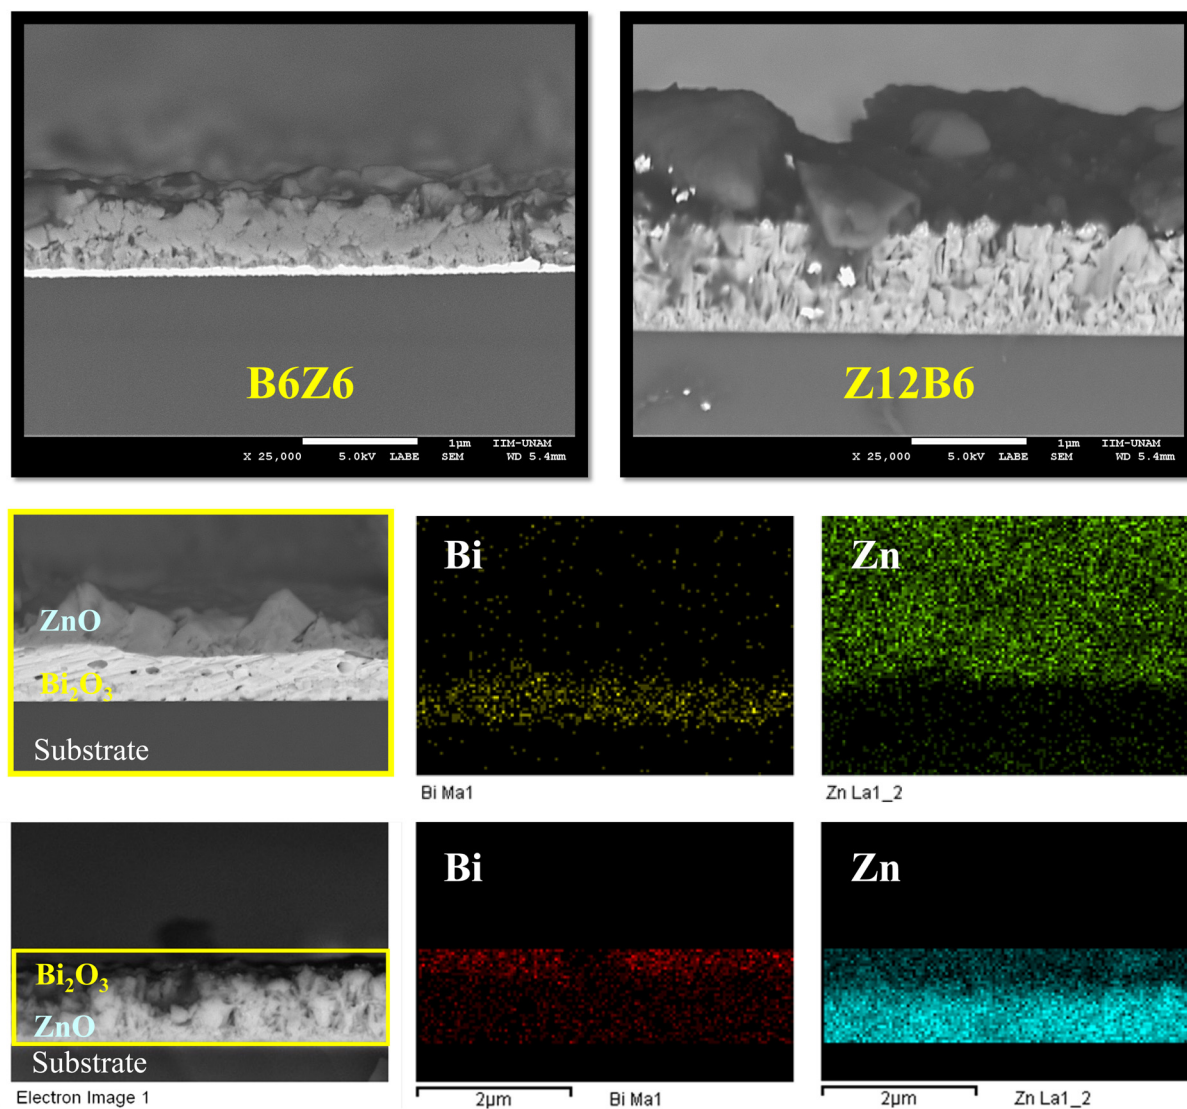 B6Z6
1µm IIM-UNAM
X 25,000 5.0kV LABE SEM WD 5.4mm
Z12B6
1µm IIM-UNAM
X 25,000 5.0kV LABE SEM WD 5.4mm
ZnO
Bi₂O₃
Substrate
Bi
Bi Ma1
Zn
Zn La1_2
Bi₂O₃
ZnO
Substrate
Electron Image 1
Bi
2µm Bi Ma1
Zn
2µm Zn La1_2